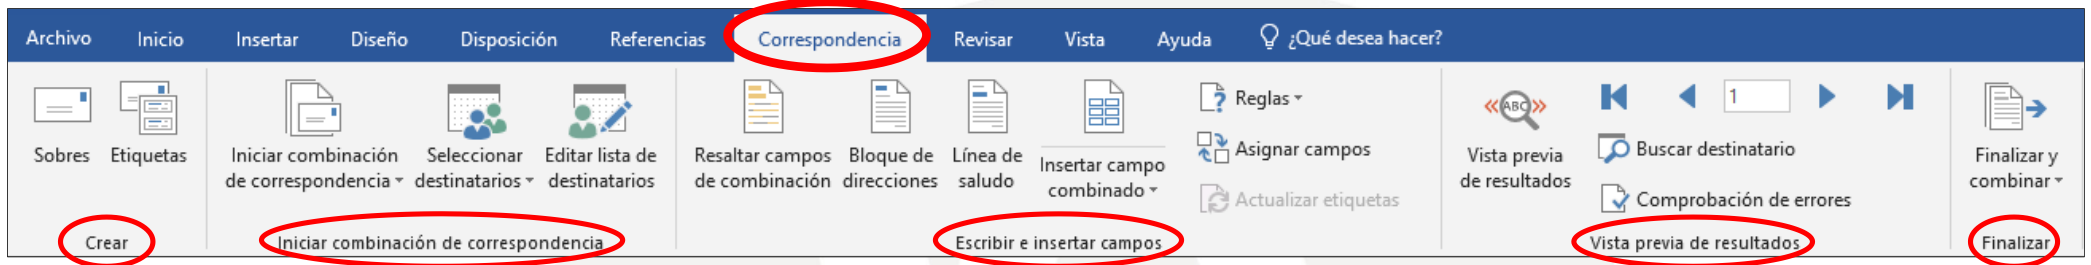 Archivo Inicio Insertar Diseño Disposición Referencias Correspondencia Revisar Vista Ayuda ¿Qué desea hacer?
Sobres
Etiquetas
Iniciar combinación
de correspondencia
Seleccionar
destinatarios
Editar lista de
destinatarios
Resaltar campos
de combinación
Bloque de
direcciones
Línea de
saludo
Insertar campo
combinado
Reglas
Asignar campos
Actualizar etiquetas
«ABC»
Vista previa
de resultados
1
Buscar destinatario
Comprobación de errores
Finalizar y
combinar
Crear
Iniciar combinación de correspondencia
Escribir e insertar campos
Vista previa de resultados
Finalizar